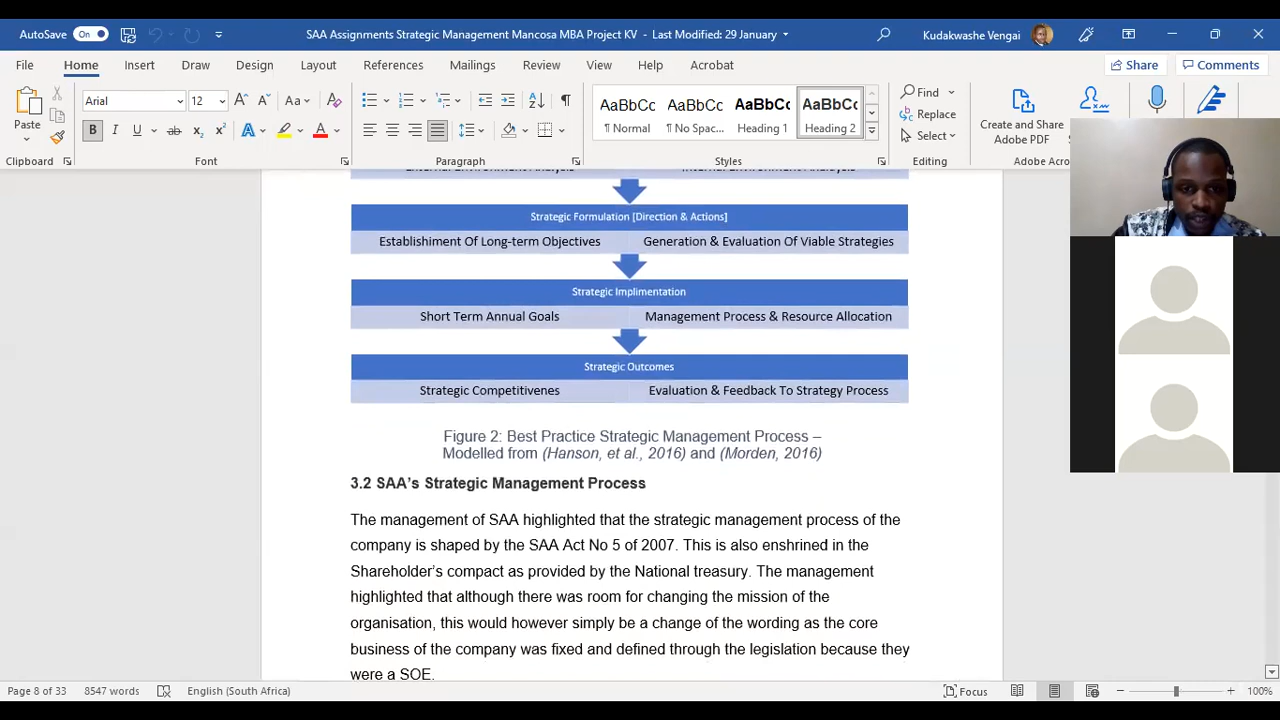 AutoSave On SAA Assignments Strategic Management Mancosa MBA Project KV - Last Modified: 29 January Kudakwashe Vengai
File Home Insert Draw Design Layout References Mailings Review View Help Acrobat Share Comments
Paste
Arial 12 Aa
AaBbCc AaBbCc AaBbCc AaBbCc
¶ Normal ¶ No Spac... Heading 1 Heading 2
Find
Replace
Select
Create and Share
Adobe PDF
Clipboard Font Paragraph Styles Editing Adobe Acro
External Environment Analysis Internal Environment Analaysis
Strategic Formulation [Direction & Actions]
Establishiment Of Long-term Objectives Generation & Evaluation Of Viable Strategies
Strategic Implimentation
Short Term Annual Goals Management Process & Resource Allocation
Strategic Outcomes
Strategic Competitivenes Evaluation & Feedback To Strategy Process
Figure 2: Best Practice Strategic Management Process –
Modelled from (Hanson, et al., 2016) and (Morden, 2016)
3.2 SAA's Strategic Management Process
The management of SAA highlighted that the strategic management process of the
company is shaped by the SAA Act No 5 of 2007. This is also enshrined in the
Shareholder's compact as provided by the National treasury. The management
highlighted that although there was room for changing the mission of the
organisation, this would however simply be a change of the wording as the core
business of the company was fixed and defined through the legislation because they
were a SOE.
Page 8 of 33 8547 words English (South Africa) Focus 100%